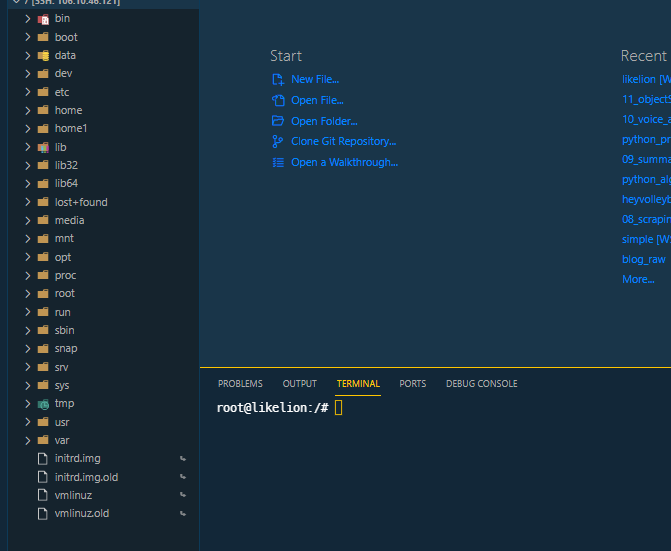 / [SSH: 106.10.46.121]
bin
boot
data
dev
etc
home
home1
lib
lib32
lib64
lost+found
media
mnt
opt
proc
root
run
sbin
snap
srv
sys
tmp
usr
var
initrd.img
initrd.img.old
vmlinuz
vmlinuz.old
Start
New File...
Open File...
Open Folder...
Clone Git Repository...
Open a Walkthrough...
Recent
likelion [W
11_objectS
10_voice_a
python_pr
09_summa
python_alg
heyvolleyb
08_scrapin
simple [WS
blog_raw
More...
PROBLEMS OUTPUT TERMINAL PORTS DEBUG CONSOLE
root@likelion:/#